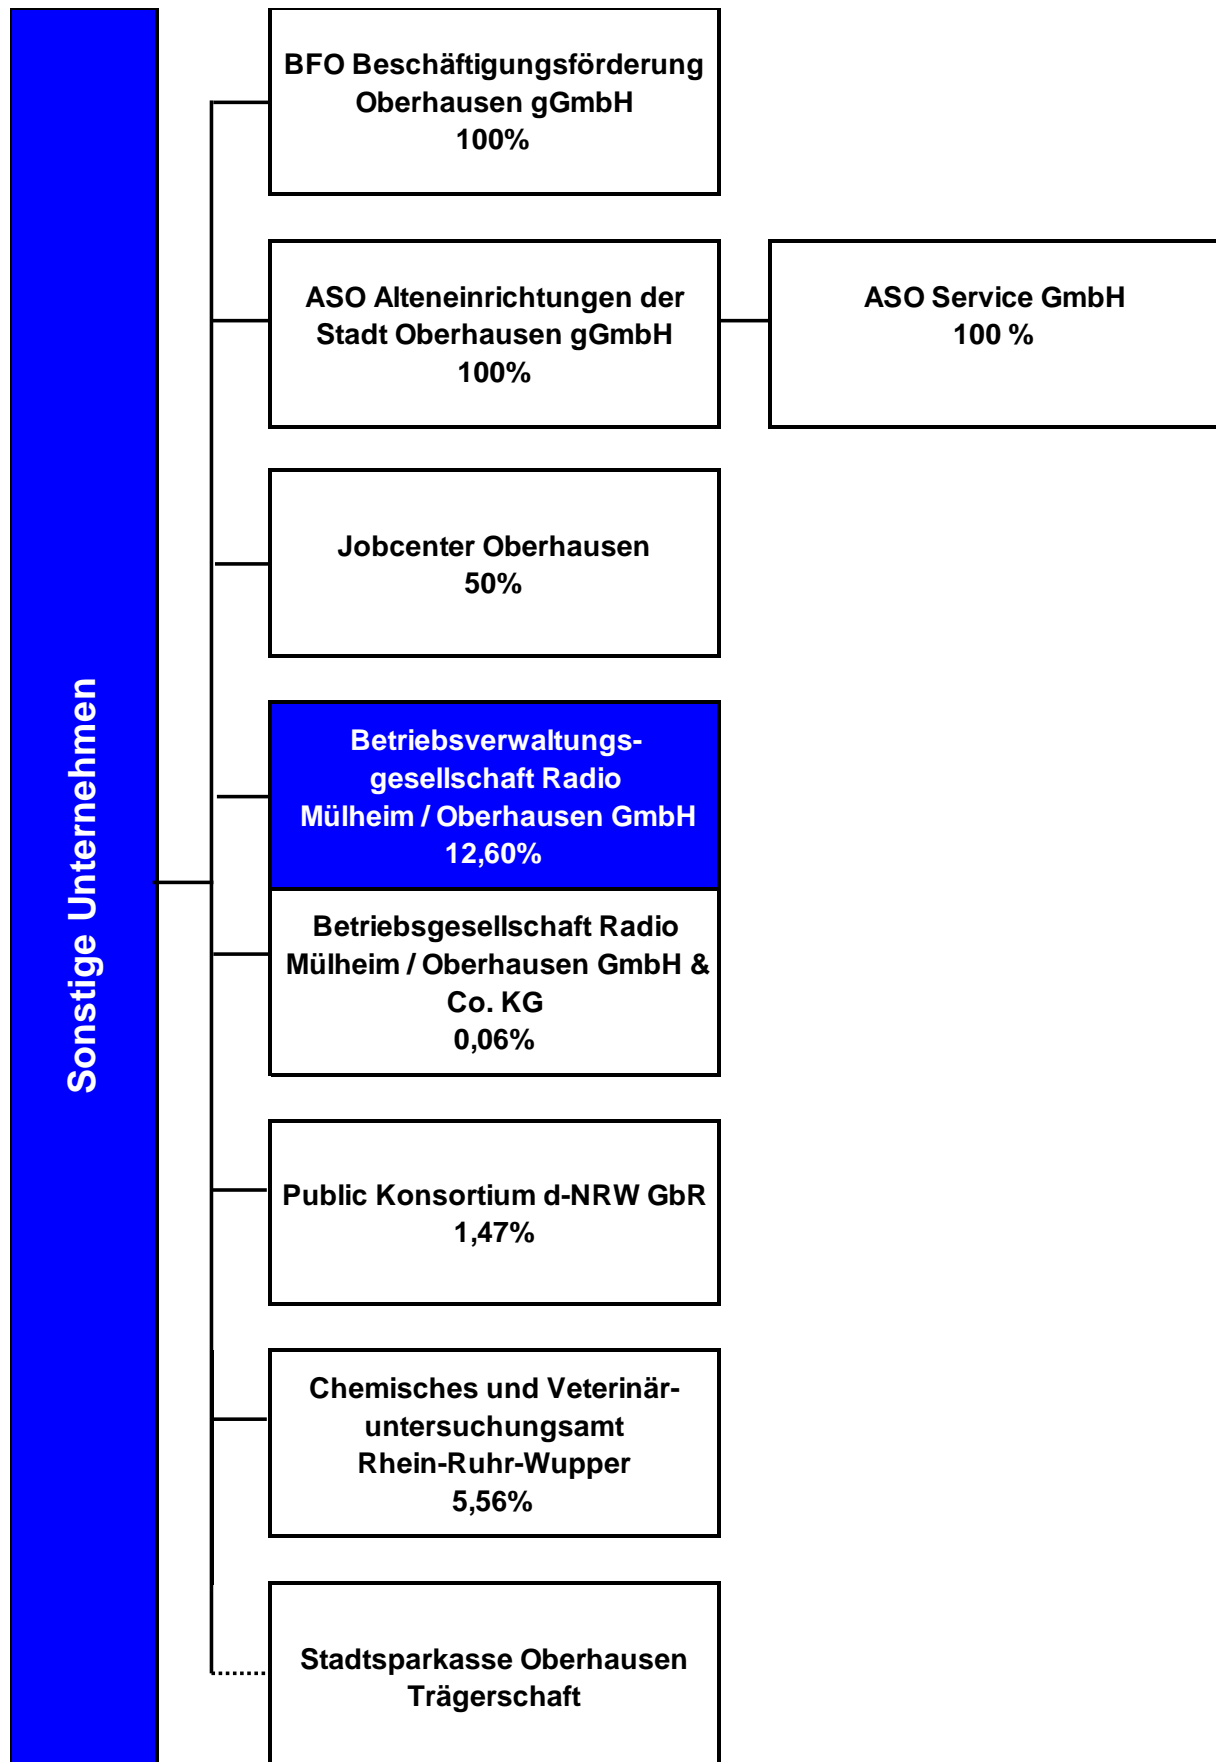 Sonstige Unternehmen
BFO Beschäftigungsförderung
Oberhausen gGmbH
100%
ASO Alteneinrichtungen der
Stadt Oberhausen gGmbH
100%
ASO Service GmbH
100 %
Jobcenter Oberhausen
50%
Betriebsverwaltungs-
gesellschaft Radio
Mülheim / Oberhausen GmbH
12,60%
Betriebsgesellschaft Radio
Mülheim / Oberhausen GmbH &
Co. KG
0,06%
Public Konsortium d-NRW GbR
1,47%
Chemisches und Veterinär-
untersuchungsamt
Rhein-Ruhr-Wupper
5,56%
Stadtsparkasse Oberhausen
Trägerschaft